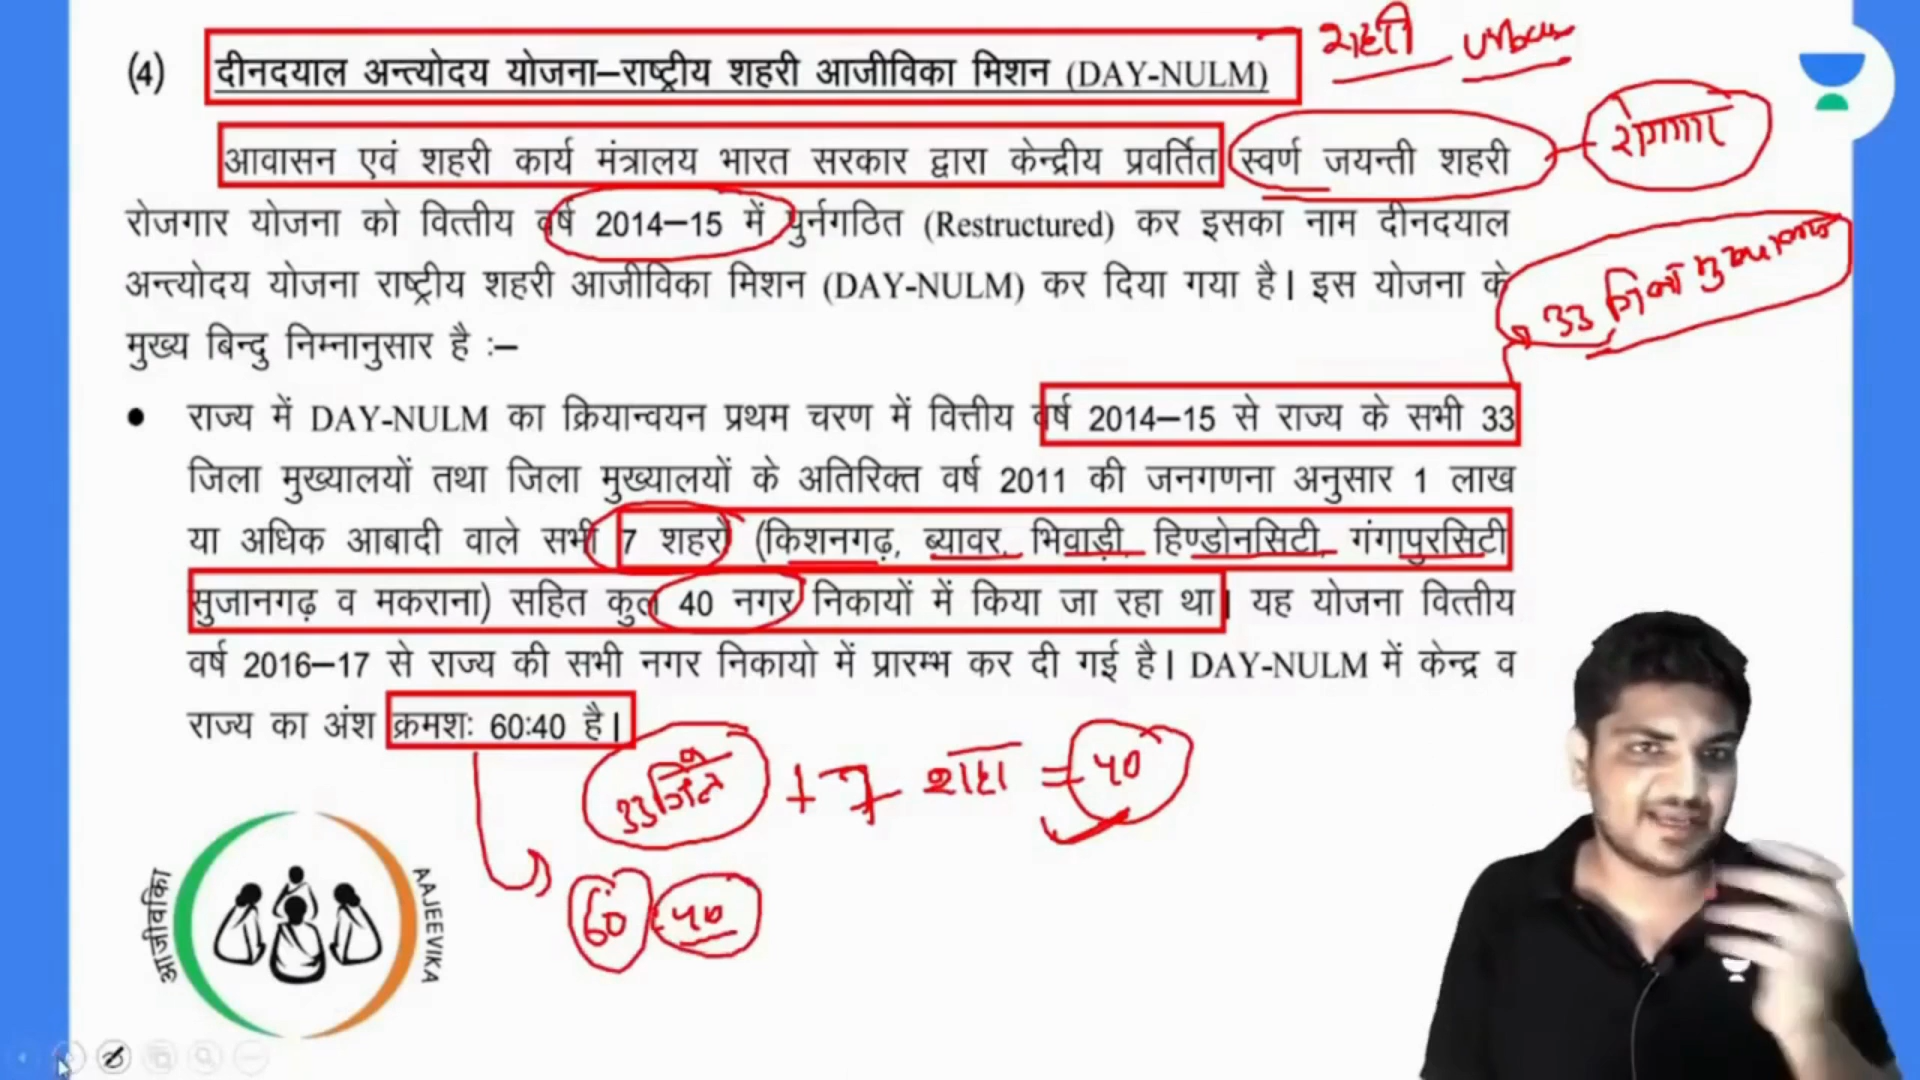 (4) दीनदयाल अन्त्योदय योजना–राष्ट्रीय शहरी आजीविका मिशन (DAY-NULM)
शहरी
आवासन एवं शहरी कार्य मंत्रालय भारत सरकार द्वारा केन्द्रीय प्रवर्तित स्वर्ण जयन्ती शहरी
रोजगार योजना को वित्तीय वर्ष 2014–15 में पुर्नगठित (Restructured) कर इसका नाम दीनदयाल
अन्त्योदय योजना राष्ट्रीय शहरी आजीविका मिशन (DAY-NULM) कर दिया गया है। इस योजना के
33
मुख्य बिन्दु निम्नानुसार है :–
• राज्य में DAY-NULM का क्रियान्वयन प्रथम चरण में वित्तीय वर्ष 2014–15 से राज्य के सभी 33
जिला मुख्यालयों तथा जिला मुख्यालयों के अतिरिक्त वर्ष 2011 की जनगणना अनुसार 1 लाख
या अधिक आबादी वाले सभी 7 शहरों (किशनगढ़, ब्यावर, भिवाड़ी, हिण्डोनसिटी, गंगापुरसिटी
सुजानगढ़ व मकराना) सहित कुल 40 नगर निकायों में किया जा रहा था। यह योजना वित्तीय
वर्ष 2016–17 से राज्य की सभी नगर निकायो में प्रारम्भ कर दी गई है। DAY-NULM में केन्द्र व
राज्य का अंश क्रमशः 60:40 है।
33 जिले + 7 शहर = 40
60 40
आजीविका
AAJEEVIKA